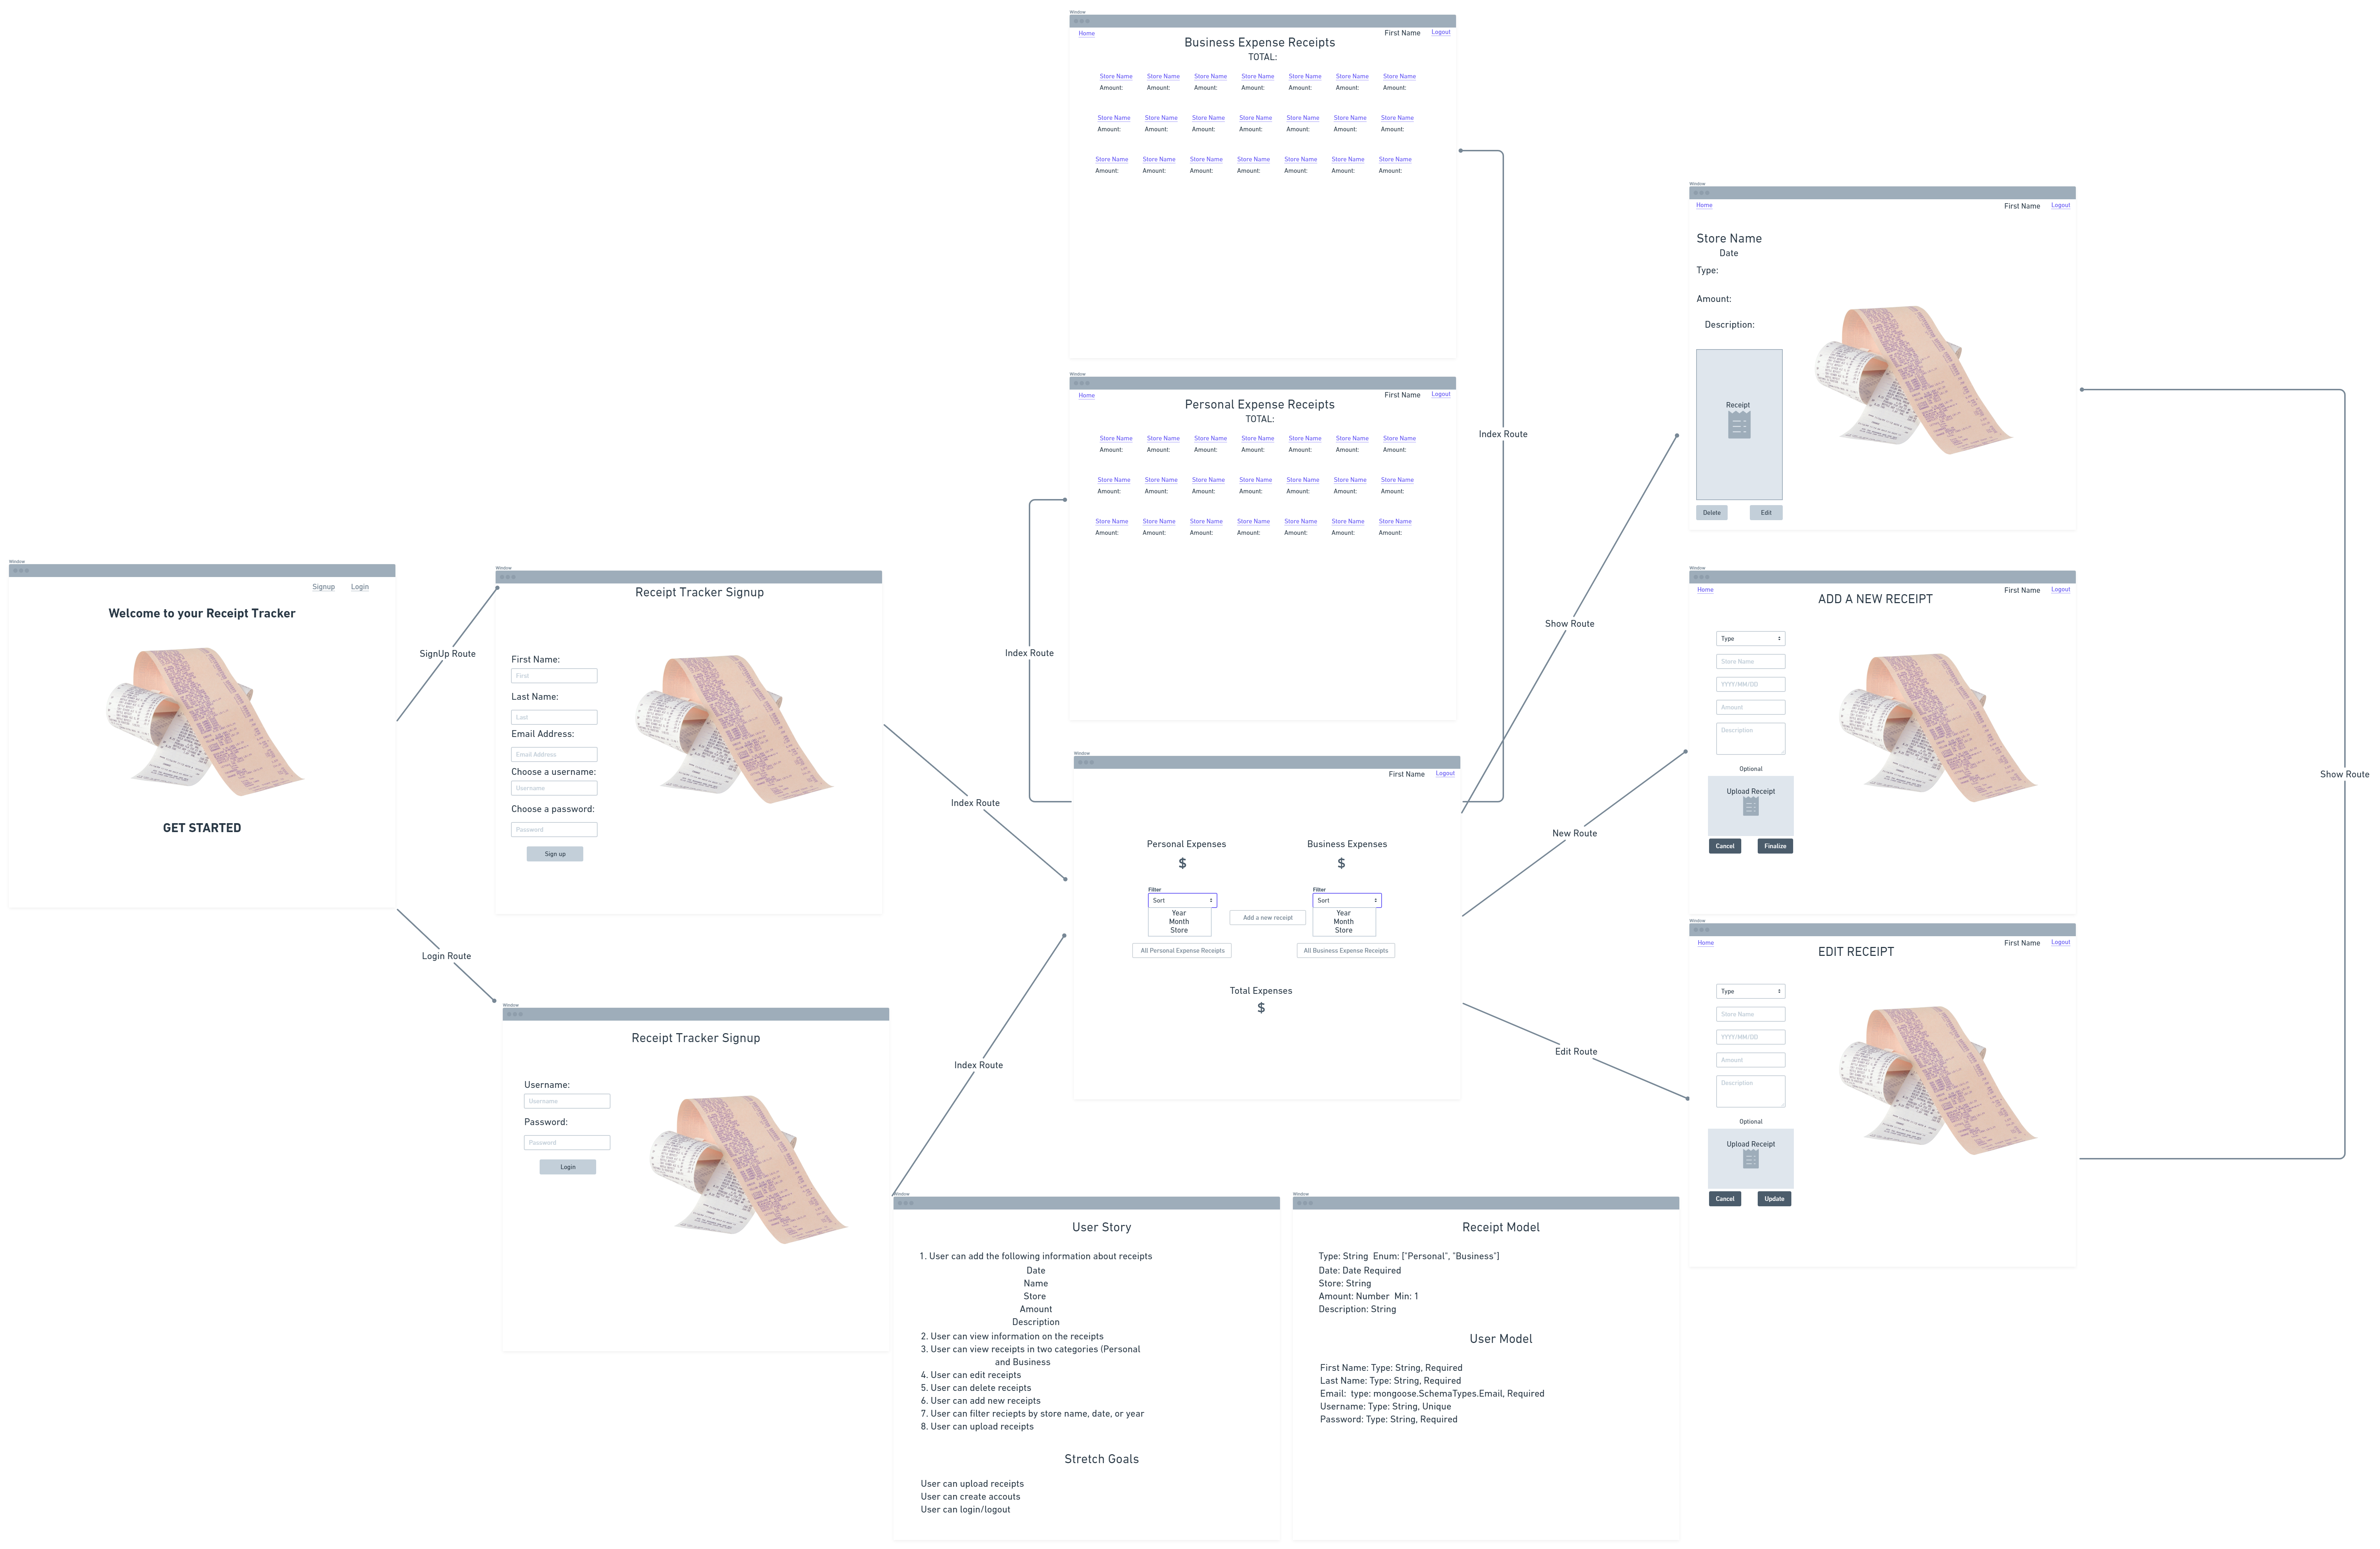 Window
Signup Login
Welcome to your Receipt Tracker
GET STARTED
SignUp Route
Login Route
Window
Receipt Tracker Signup
First Name:
First
Last Name:
Last
Email Address:
Email Address
Choose a username:
Username
Choose a password:
Password
Sign up
Window
Receipt Tracker Signup
Username:
Username
Password:
Password
Login
Index Route
Index Route
Window
Home First Name Logout
Business Expense Receipts
TOTAL:
Store Name Store Name Store Name Store Name Store Name Store Name Store Name
Amount: Amount: Amount: Amount: Amount: Amount: Amount:
Store Name Store Name Store Name Store Name Store Name Store Name Store Name
Amount: Amount: Amount: Amount: Amount: Amount: Amount:
Store Name Store Name Store Name Store Name Store Name Store Name Store Name
Amount: Amount: Amount: Amount: Amount: Amount: Amount:
Window
Home First Name Logout
Personal Expense Receipts
TOTAL:
Store Name Store Name Store Name Store Name Store Name Store Name Store Name
Amount: Amount: Amount: Amount: Amount: Amount: Amount:
Store Name Store Name Store Name Store Name Store Name Store Name Store Name
Amount: Amount: Amount: Amount: Amount: Amount: Amount:
Store Name Store Name Store Name Store Name Store Name Store Name Store Name
Amount: Amount: Amount: Amount: Amount: Amount: Amount:
Index Route
Index Route
Window
First Name Logout
Personal Expenses Business Expenses
$ $
Filter Filter
Sort Sort
Year Year
Month Add a new receipt Month
Store Store
All Personal Expense Receipts All Business Expense Receipts
Total Expenses
$
Show Route
New Route
Edit Route
Window
Home First Name Logout
Store Name
Date
Type:
Amount:
Description:
Receipt
Delete Edit
Window
Home First Name Logout
ADD A NEW RECEIPT
Type
Store Name
YYYY/MM/DD
Amount
Description
Optional
Upload Receipt
Cancel Finalize
Window
Home First Name Logout
EDIT RECEIPT
Type
Store Name
YYYY/MM/DD
Amount
Description
Optional
Upload Receipt
Cancel Update
Show Route
Window
User Story
1. User can add the following information about receipts
Date
Name
Store
Amount
Description
2. User can view information on the receipts
3. User can view receipts in two categories (Personal
and Business
4. User can edit receipts
5. User can delete receipts
6. User can add new receipts
7. User can filter reciepts by store name, date, or year
8. User can upload receipts
Stretch Goals
User can upload receipts
User can create accouts
User can login/logout
Window
Receipt Model
Type: String Enum: ["Personal", "Business"]
Date: Date Required
Store: String
Amount: Number Min: 1
Description: String
User Model
First Name: Type: String, Required
Last Name: Type: String, Required
Email: type: mongoose.SchemaTypes.Email, Required
Username: Type: String, Unique
Password: Type: String, Required